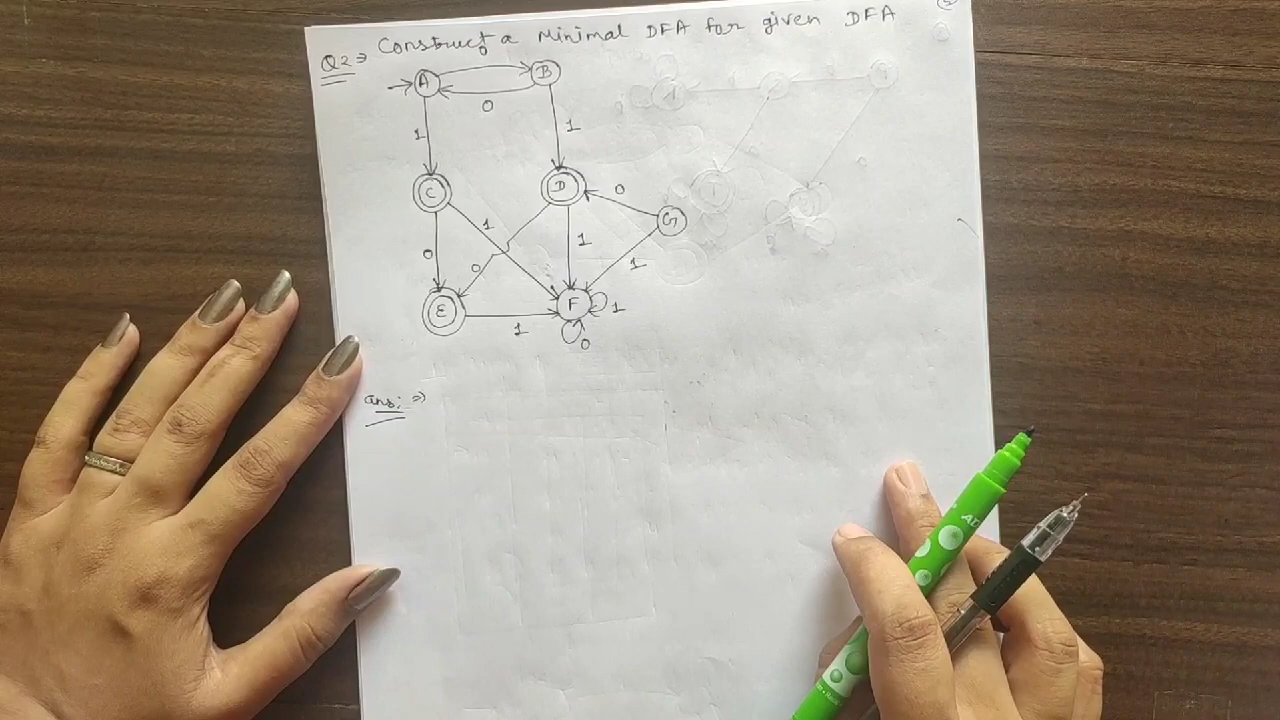 Q2⇒ Construct a Minimal DFA for given DFA
0
A B
0
1 1
C D 0
G
1
0 0 1 1
E F 1
1
0
ans: ⇒